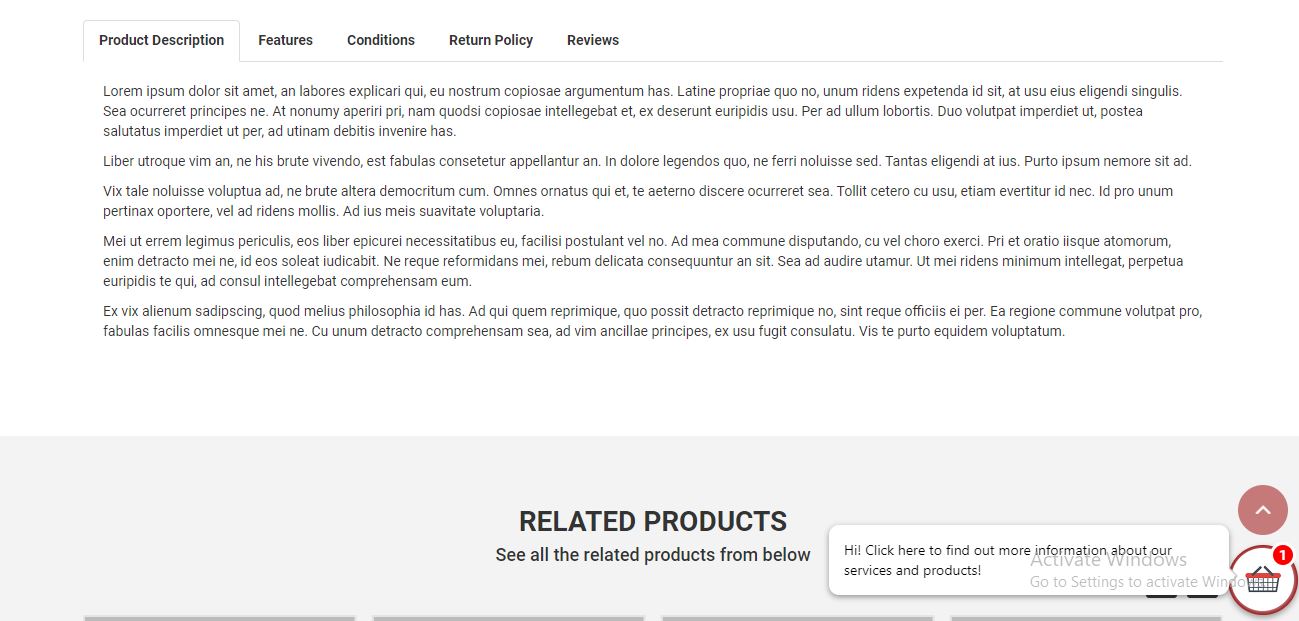 Product Description
Features
Conditions
Return Policy
Reviews
Lorem ipsum dolor sit amet, an labores explicari qui, eu nostrum copiosae argumentum has. Latine propriae quo no, unum ridens expetenda id sit, at usu eius eligendi singulis.
Sea ocurreret principes ne. At nonumy aperiri pri, nam quodsi copiosae intellegebat et, ex deserunt euripidis usu. Per ad ullum lobortis. Duo volutpat imperdiet ut, postea
salutatus imperdiet ut per, ad utinam debitis invenire has.
Liber utroque vim an, ne his brute vivendo, est fabulas consetetur appellantur an. In dolore legendos quo, ne ferri noluisse sed. Tantas eligendi at ius. Purto ipsum nemore sit ad.
Vix tale noluisse voluptua ad, ne brute altera democritum cum. Omnes ornatus qui et, te aeterno discere ocurreret sea. Tollit cetero cu usu, etiam evertitur id nec. Id pro unum
pertinax oportere, vel ad ridens mollis. Ad ius meis suavitate voluptaria.
Mei ut errem legimus periculis, eos liber epicurei necessitatibus eu, facilisi postulant vel no. Ad mea commune disputando, cu vel choro exerci. Pri et oratio iisque atomorum,
enim detracto mei ne, id eos soleat iudicabit. Ne reque reformidans mei, rebum delicata consequuntur an sit. Sea ad audire utamur. Ut mei ridens minimum intellegat, perpetua
euripidis te qui, ad consul intellegebat comprehensam eum.
Ex vix alienum sadipscing, quod melius philosophia id has. Ad qui quem reprimique, quo possit detracto reprimique no, sint reque officiis ei per. Ea regione commune volutpat pro,
fabulas facilis omnesque mei ne. Cu unum detracto comprehensam sea, ad vim ancillae principes, ex usu fugit consulatu. Vis te purto equidem voluptatum.
RELATED PRODUCTS
See all the related products from below
Hi! Click here to find out more information about our
services and products!
1
Activate Windows
Go to Settings to activate Windo